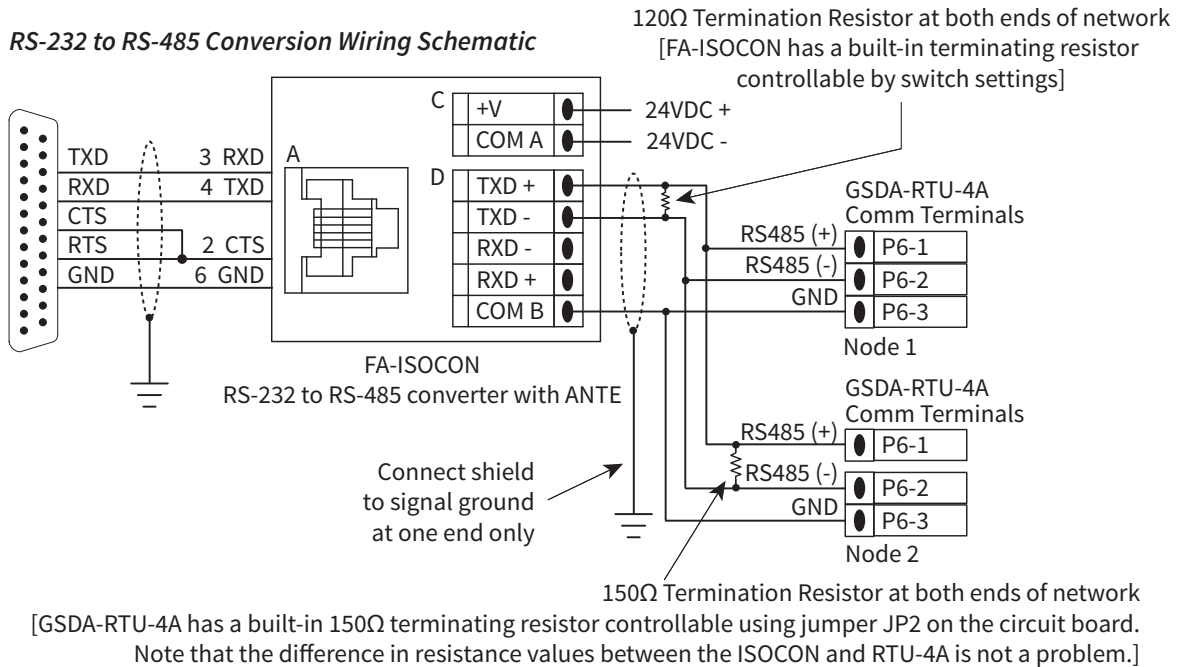 RS-232 to RS-485 Conversion Wiring Schematic
120Ω Termination Resistor at both ends of network
[FA-ISOCON has a built-in terminating resistor
controllable by switch settings]
TXD
RXD
CTS
RTS
GND
3 RXD
4 TXD
2 CTS
6 GND
A
C
+V
COM A
24VDC +
24VDC -
D
TXD +
TXD -
RXD -
RXD +
COM B
FA-ISOCON
RS-232 to RS-485 converter with ANTE
GSDA-RTU-4A
Comm Terminals
RS485 (+)
P6-1
RS485 (-)
P6-2
GND
P6-3
Node 1
GSDA-RTU-4A
Comm Terminals
RS485 (+)
P6-1
RS485 (-)
P6-2
GND
P6-3
Node 2
Connect shield
to signal ground
at one end only
150Ω Termination Resistor at both ends of network
[GSDA-RTU-4A has a built-in 150Ω terminating resistor controllable using jumper JP2 on the circuit board.
Note that the difference in resistance values between the ISOCON and RTU-4A is not a problem.]